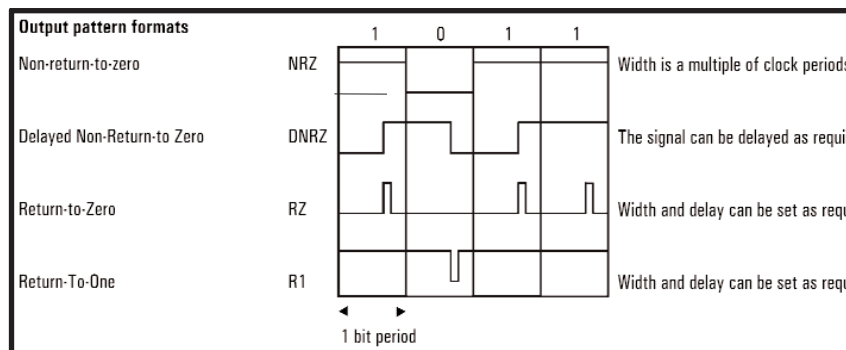 Output pattern formats
1 0 1 1
Non-return-to-zero NRZ Width is a multiple of clock periods
Delayed Non-Return-to Zero DNRZ The signal can be delayed as requi
Return-to-Zero RZ Width and delay can be set as requ
Return-To-One R1 Width and delay can be set as requ
1 bit period